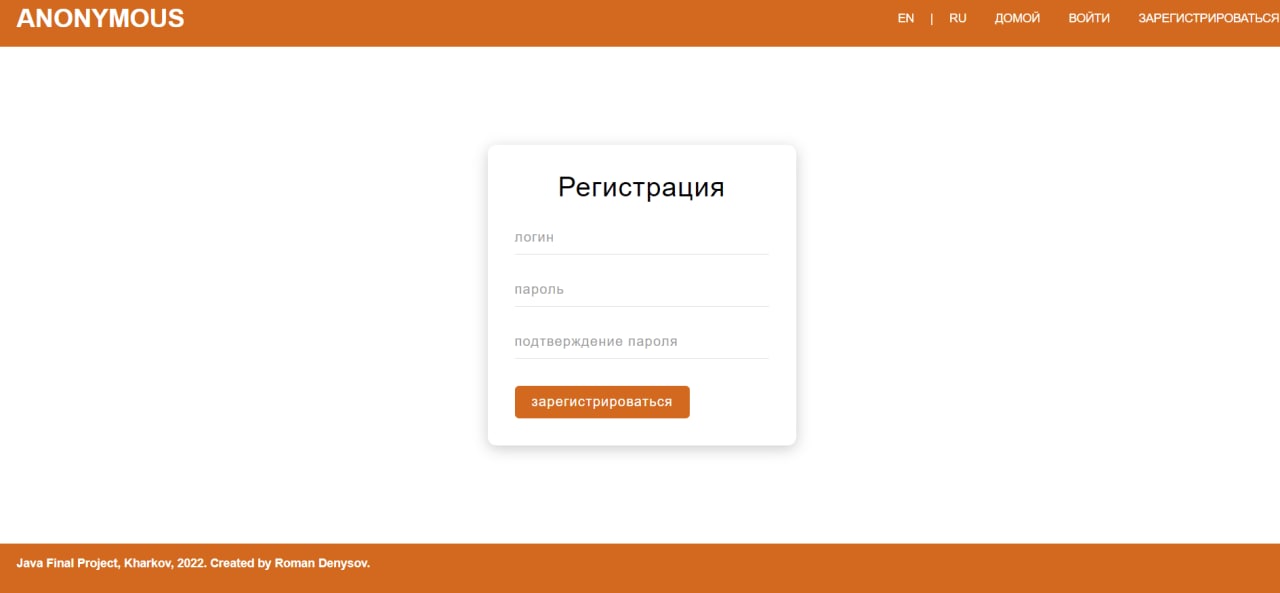 ANONYMOUS
EN | RU ДОМОЙ ВОЙТИ ЗАРЕГИСТРИРОВАТЬСЯ
Регистрация
логин
пароль
подтверждение пароля
зарегистрироваться
Java Final Project, Kharkov, 2022. Created by Roman Denysov.